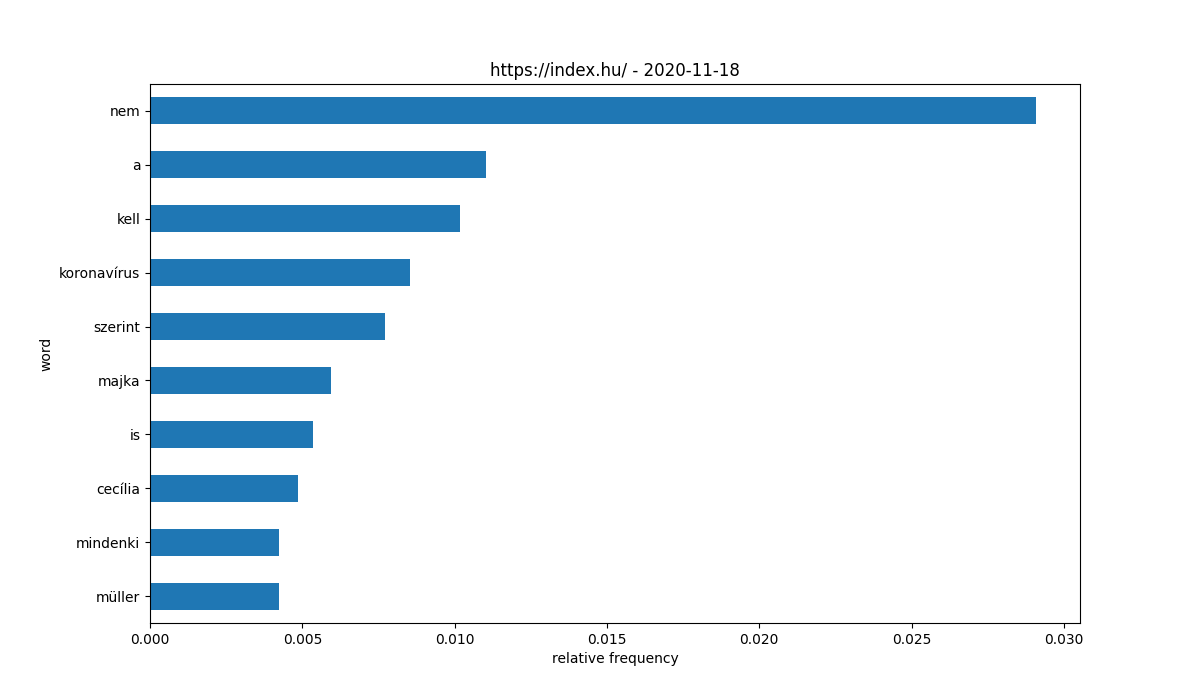 https://index.hu/ - 2020-11-18
nem
a
kell
koronavírus
szerint
majka
is
cecília
mindenki
müller
word
0.000 0.005 0.010 0.015 0.020 0.025 0.030
relative frequency